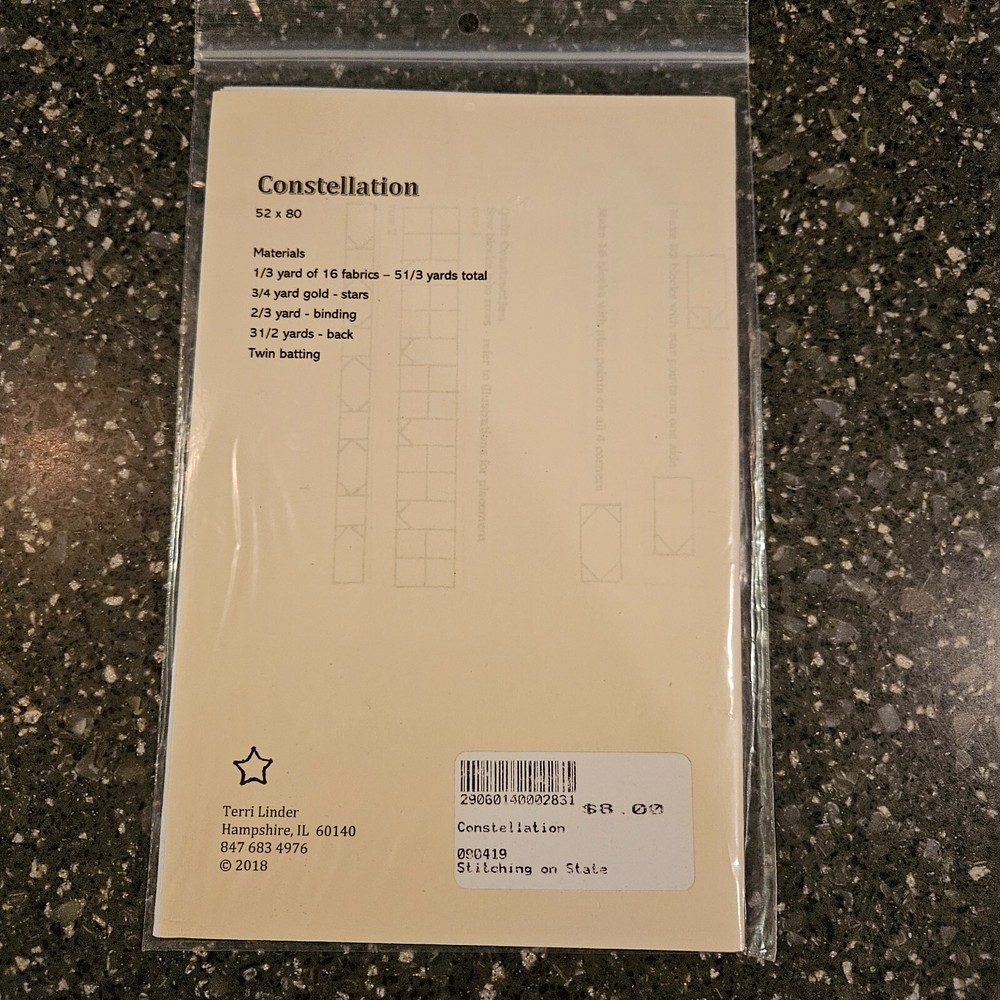 Constellation
52 x 80
Materials
1/3 yard of 16 fabrics – 51/3 yards total
3/4 yard gold - stars
2/3 yard - binding
31/2 yards - back
Twin batting
Terri Linder
Hampshire, IL 60140
847 683 4976
© 2018
29060140002831
$8.00
Constellation
090419
Stitching on State